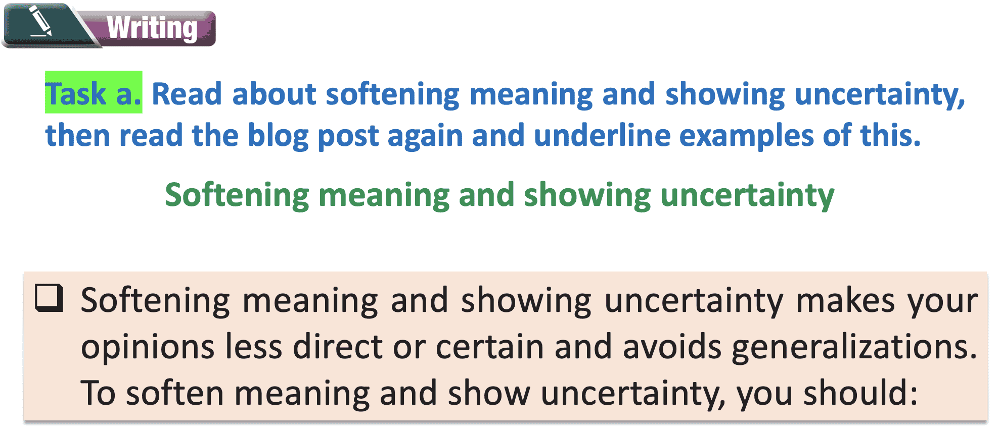 Writing
Task a. Read about softening meaning and showing uncertainty,
then read the blog post again and underline examples of this.
Softening meaning and showing uncertainty
❑ Softening meaning and showing uncertainty makes your
opinions less direct or certain and avoids generalizations.
To soften meaning and show uncertainty, you should: